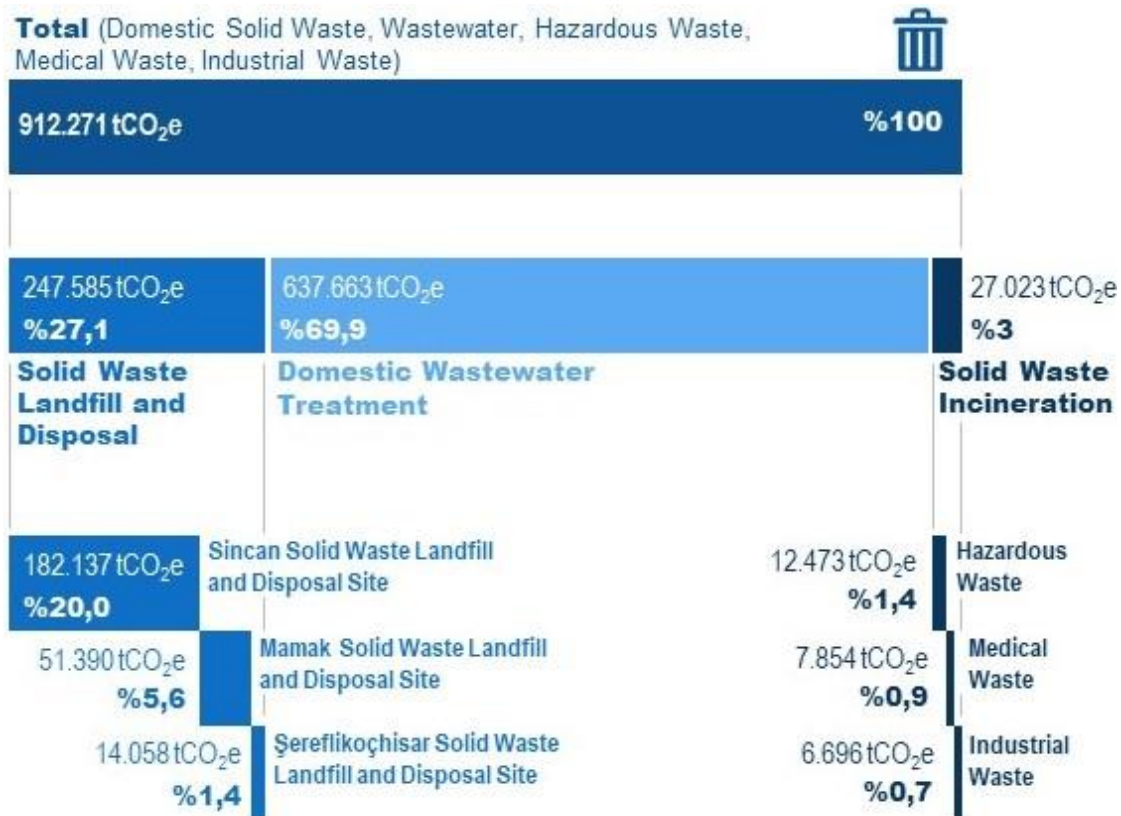 Total (Domestic Solid Waste, Wastewater, Hazardous Waste,
Medical Waste, Industrial Waste)
912.271 tCO₂e %100
247.585 tCO₂e
%27,1
Solid Waste
Landfill and
Disposal
637.663 tCO₂e
%69,9
Domestic Wastewater
Treatment
27.023 tCO₂e
%3
Solid Waste
Incineration
182.137 tCO₂e
%20,0
Sincan Solid Waste Landfill
and Disposal Site
51.390 tCO₂e
%5,6
Mamak Solid Waste Landfill
and Disposal Site
14.058 tCO₂e
%1,4
Şereflikoçhisar Solid Waste
Landfill and Disposal Site
12.473 tCO₂e
%1,4
Hazardous
Waste
7.854 tCO₂e
%0,9
Medical
Waste
6.696 tCO₂e
%0,7
Industrial
Waste